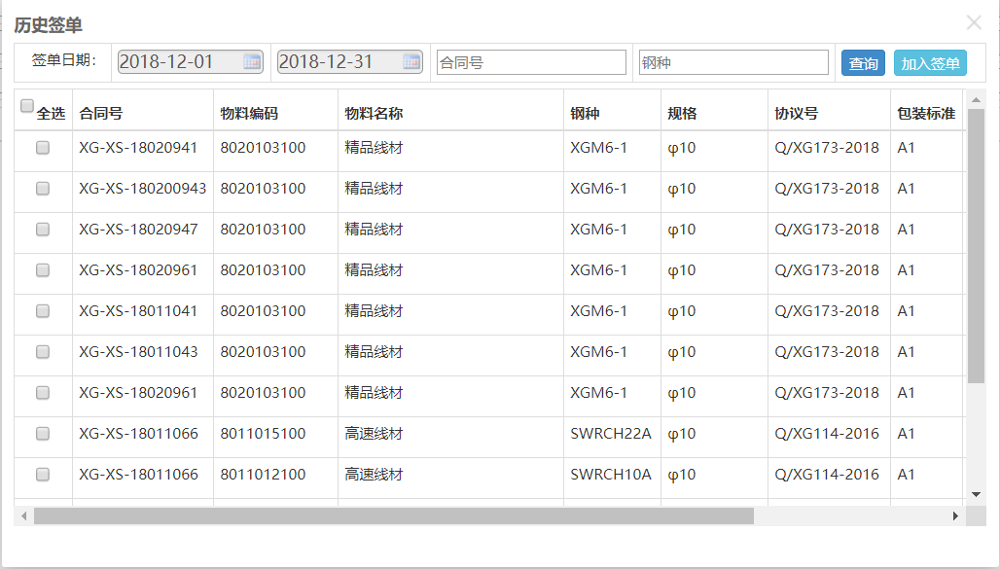 历史签单
签单日期: 2018-12-01 2018-12-31 合同号 钢种 查询 加入签单
全选 合同号 物料编码 物料名称 钢种 规格 协议号 包装标准
XG-XS-18020941 8020103100 精品线材 XGM6-1 φ10 Q/XG173-2018 A1
XG-XS-180200943 8020103100 精品线材 XGM6-1 φ10 Q/XG173-2018 A1
XG-XS-18020947 8020103100 精品线材 XGM6-1 φ10 Q/XG173-2018 A1
XG-XS-18020961 8020103100 精品线材 XGM6-1 φ10 Q/XG173-2018 A1
XG-XS-18011041 8020103100 精品线材 XGM6-1 φ10 Q/XG173-2018 A1
XG-XS-18011043 8020103100 精品线材 XGM6-1 φ10 Q/XG173-2018 A1
XG-XS-18020961 8020103100 精品线材 XGM6-1 φ10 Q/XG173-2018 A1
XG-XS-18011066 8011015100 高速线材 SWRCH22A φ10 Q/XG114-2016 A1
XG-XS-18011066 8011012100 高速线材 SWRCH10A φ10 Q/XG114-2016 A1